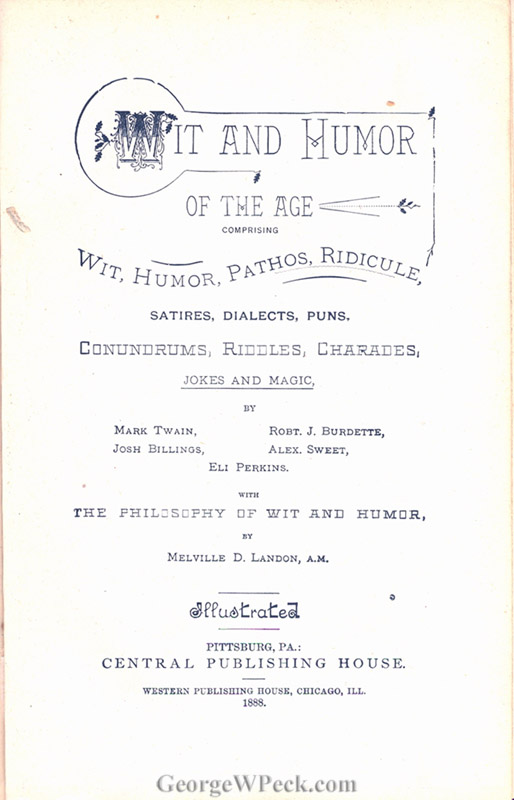 WIT AND HUMOR
OF THE AGE
COMPRISING
WIT, HUMOR, PATHOS, RIDICULE,
SATIRES, DIALECTS, PUNS,
CONUNDRUMS, RIDDLES, CHARADES,
JOKES AND MAGIC,
BY
MARK TWAIN, ROBT. J. BURDETTE,
JOSH BILLINGS, ALEX. SWEET,
ELI PERKINS.
WITH
THE PHILOSOPHY OF WIT AND HUMOR,
BY
MELVILLE D. LANDON, A.M.
Illustrated
PITTSBURG, PA.:
CENTRAL PUBLISHING HOUSE.
WESTERN PUBLISHING HOUSE, CHICAGO, ILL.
1888.
GeorgeWPeck.com